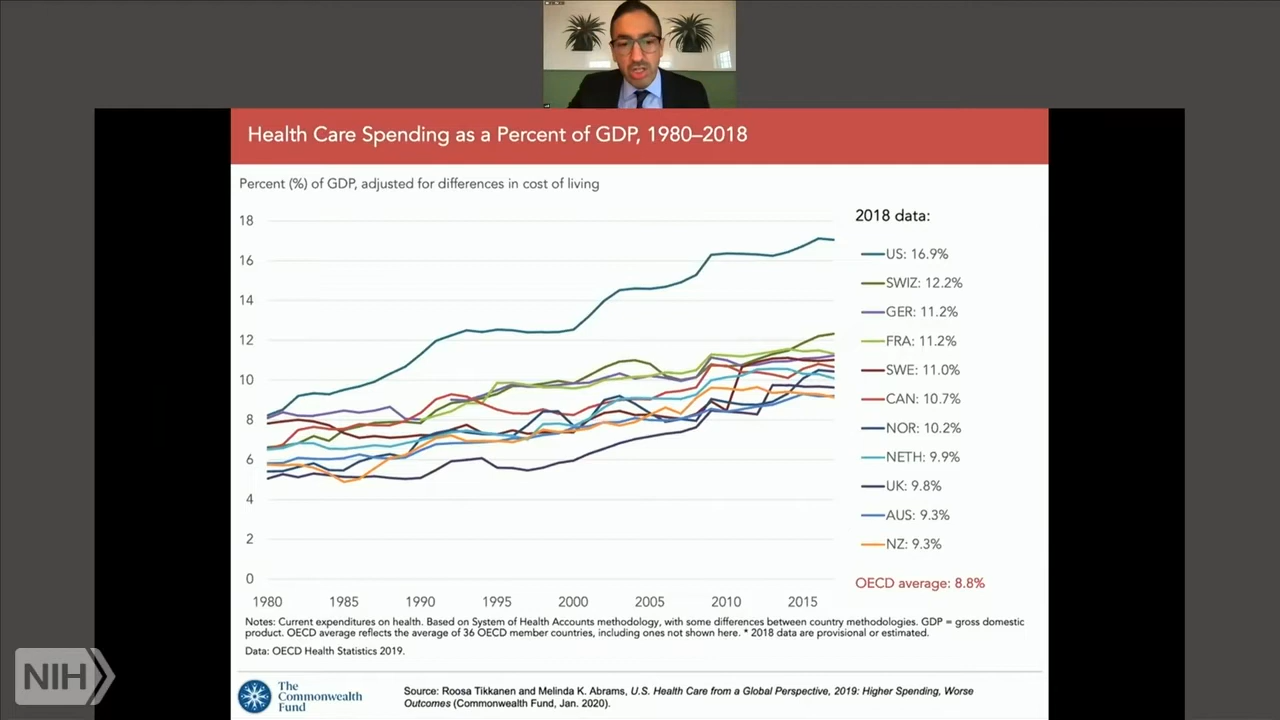 Health Care Spending as a Percent of GDP, 1980–2018
Percent (%) of GDP, adjusted for differences in cost of living
18
16
14
12
10
8
6
4
2
0
1980 1985 1990 1995 2000 2005 2010 2015
2018 data:
US: 16.9%
SWIZ: 12.2%
GER: 11.2%
FRA: 11.2%
SWE: 11.0%
CAN: 10.7%
NOR: 10.2%
NETH: 9.9%
UK: 9.8%
AUS: 9.3%
NZ: 9.3%
OECD average: 8.8%
Notes: Current expenditures on health. Based on System of Health Accounts methodology, with some differences between country methodologies. GDP = gross domestic
product. OECD average reflects the average of 36 OECD member countries, including ones not shown here. * 2018 data are provisional or estimated.
Data: OECD Health Statistics 2019.
NIH
The
Commonwealth
Fund
Source: Roosa Tikkanen and Melinda K. Abrams, U.S. Health Care from a Global Perspective, 2019: Higher Spending, Worse
Outcomes (Commonwealth Fund, Jan. 2020).